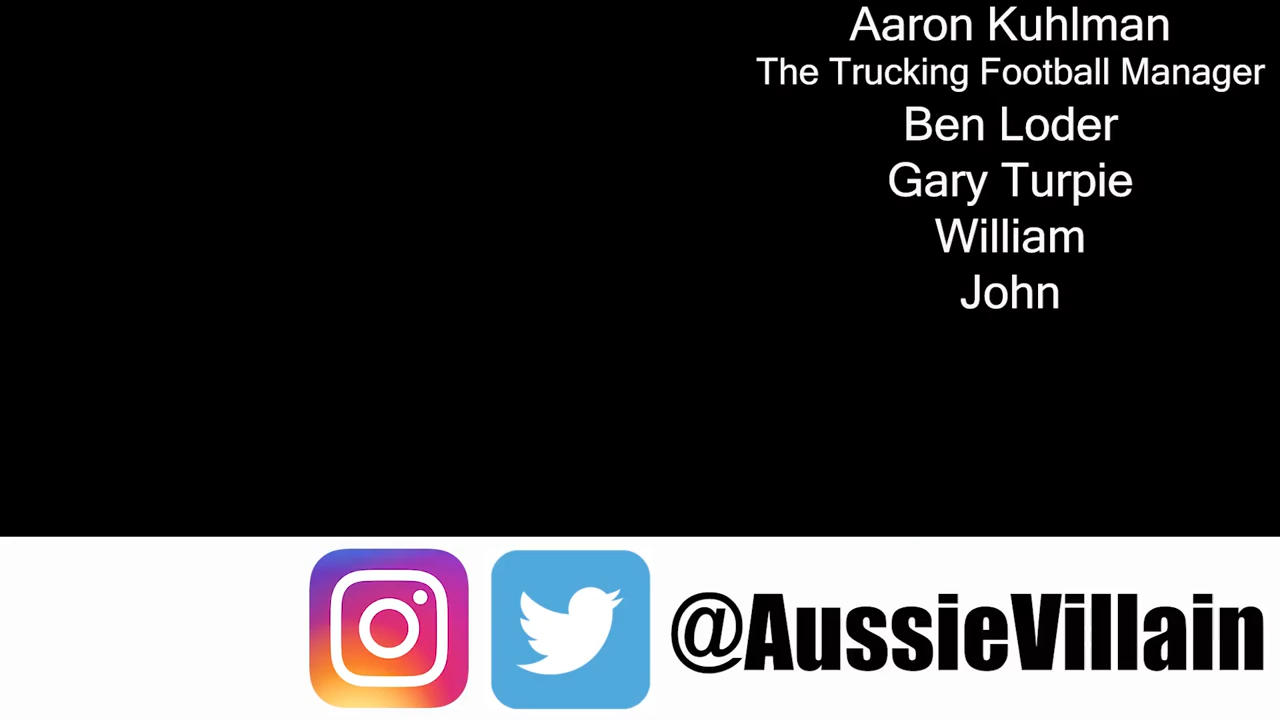 Aaron Kuhlman
The Trucking Football Manager
Ben Loder
Gary Turpie
William
John
@AussieVillain